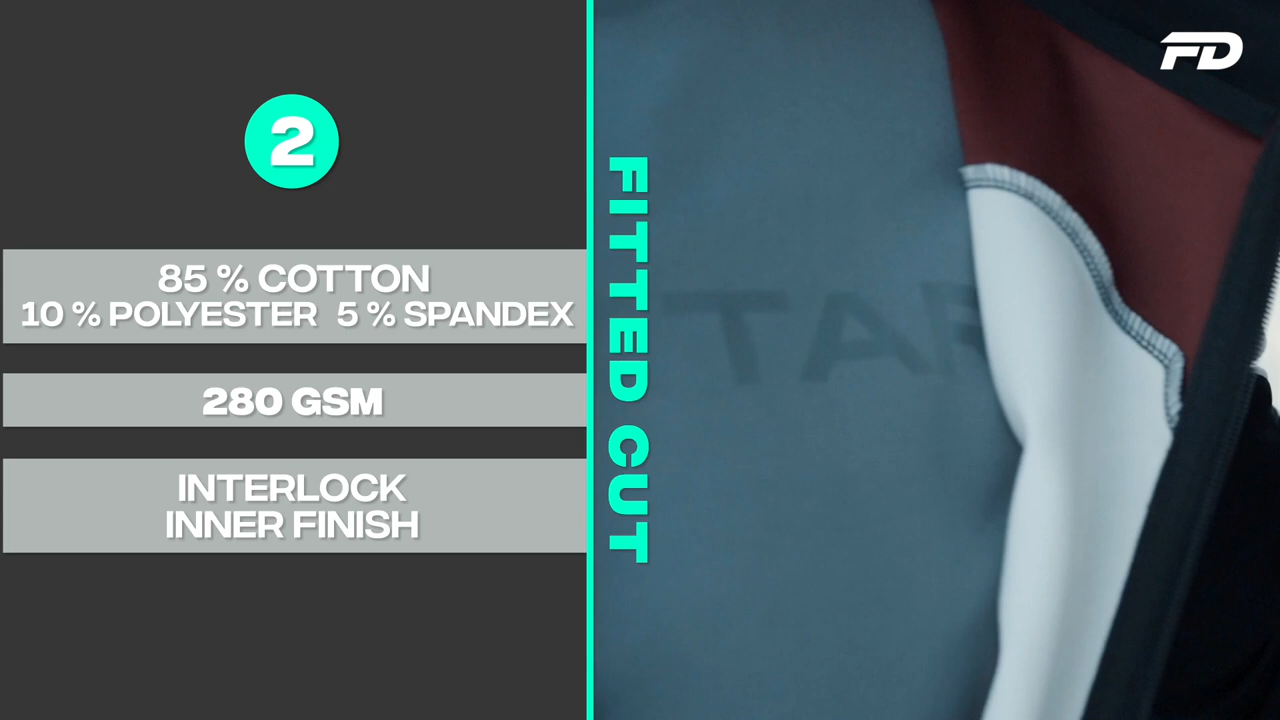 2
85 % COTTON
10 % POLYESTER 5 % SPANDEX
280 GSM
INTERLOCK
INNER FINISH
FITTED CUT
FD